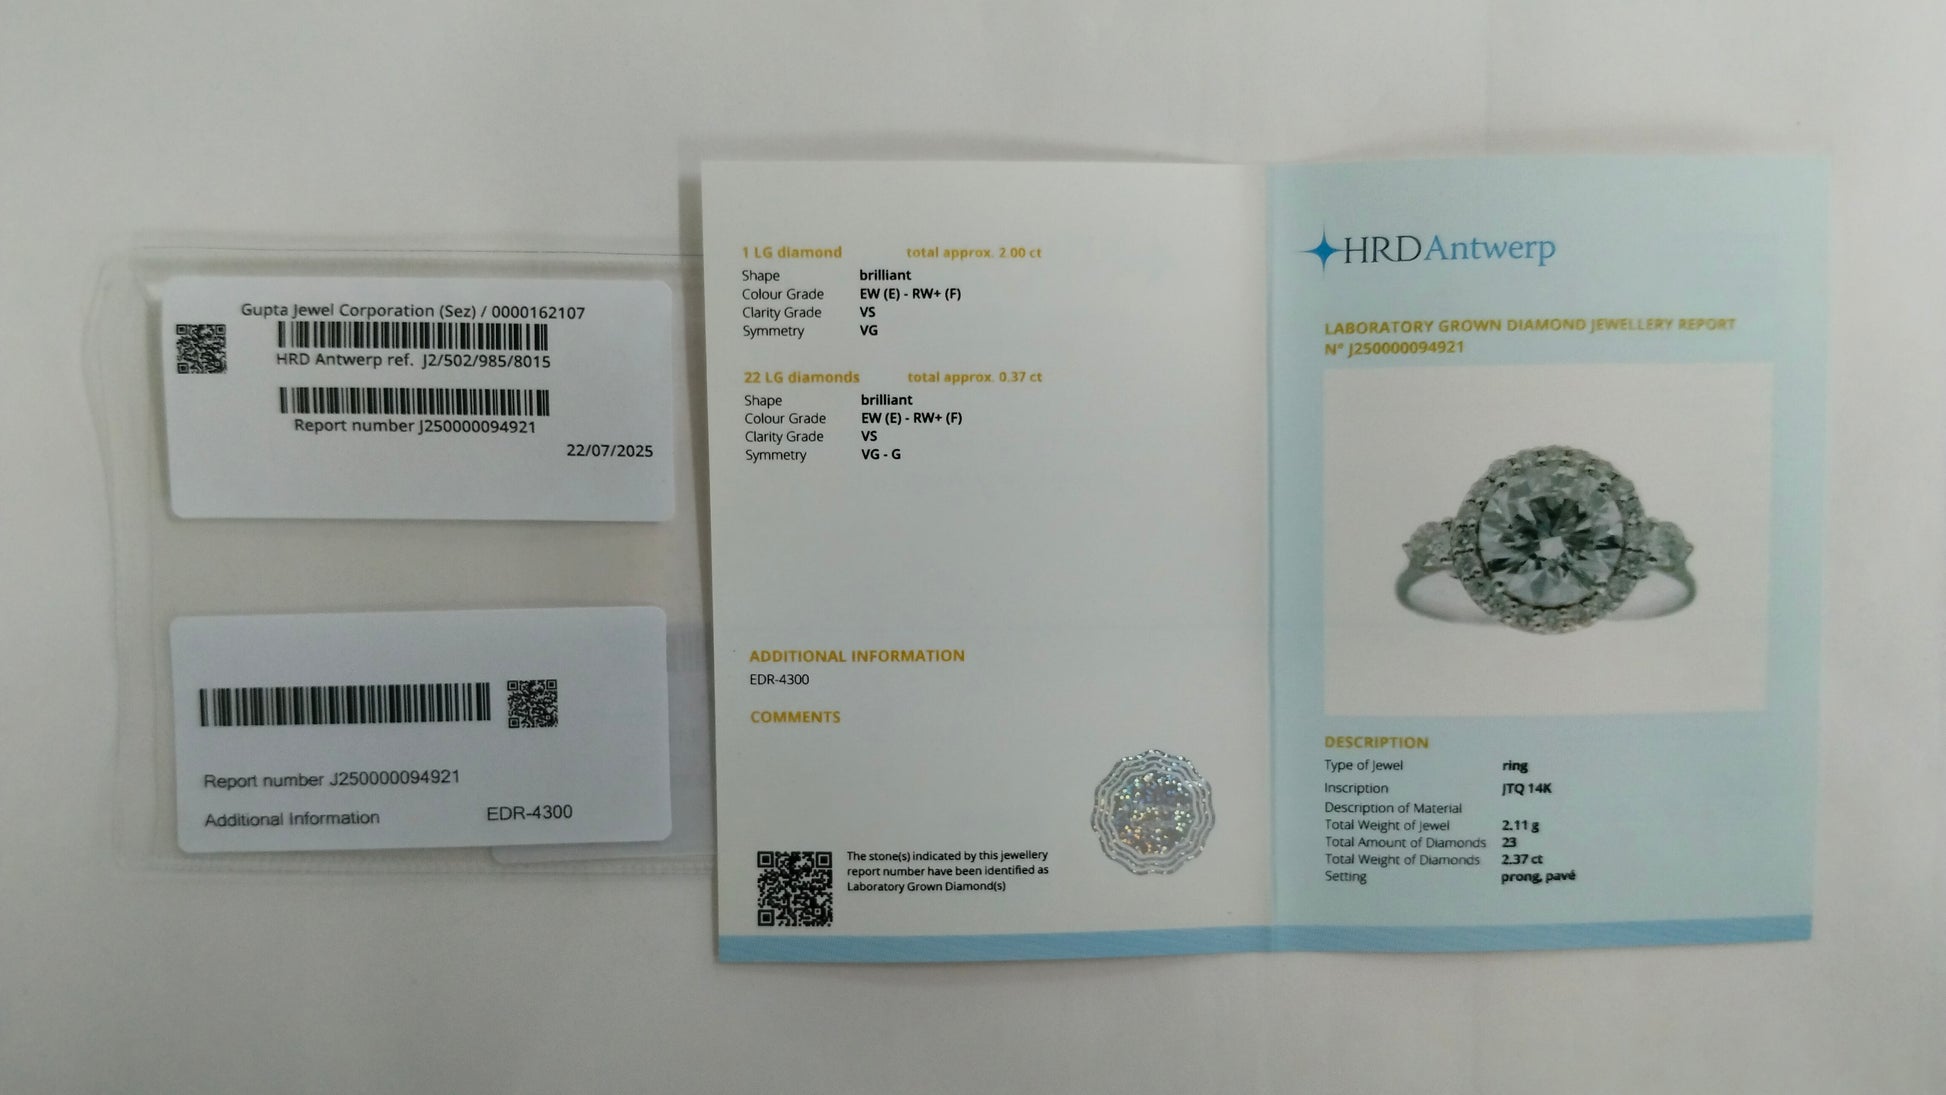 Gupta Jewel Corporation (Sez) / 0000162107
HRD Antwerp ref. J2/502/985/8015
Report number J250000094921
22/07/2025
Report number J250000094921
Additional Information EDR-4300
1 LG diamond total approx. 2.00 ct
Shape brilliant
Colour Grade EW (E) - RW+ (F)
Clarity Grade VS
Symmetry VG
22 LG diamonds total approx. 0.37 ct
Shape brilliant
Colour Grade EW (E) - RW+ (F)
Clarity Grade VS
Symmetry VG - G
ADDITIONAL INFORMATION
EDR-4300
COMMENTS
The stone(s) indicated by this jewellery
report number have been identified as
Laboratory Grown Diamond(s)
HRD Antwerp
LABORATORY GROWN DIAMOND JEWELLERY REPORT
N° J250000094921
DESCRIPTION
Type of Jewel ring
Inscription JTQ 14K
Description of Material
Total Weight of Jewel 2.11 g
Total Amount of Diamonds 23
Total Weight of Diamonds 2.37 ct
Setting prong, pavé